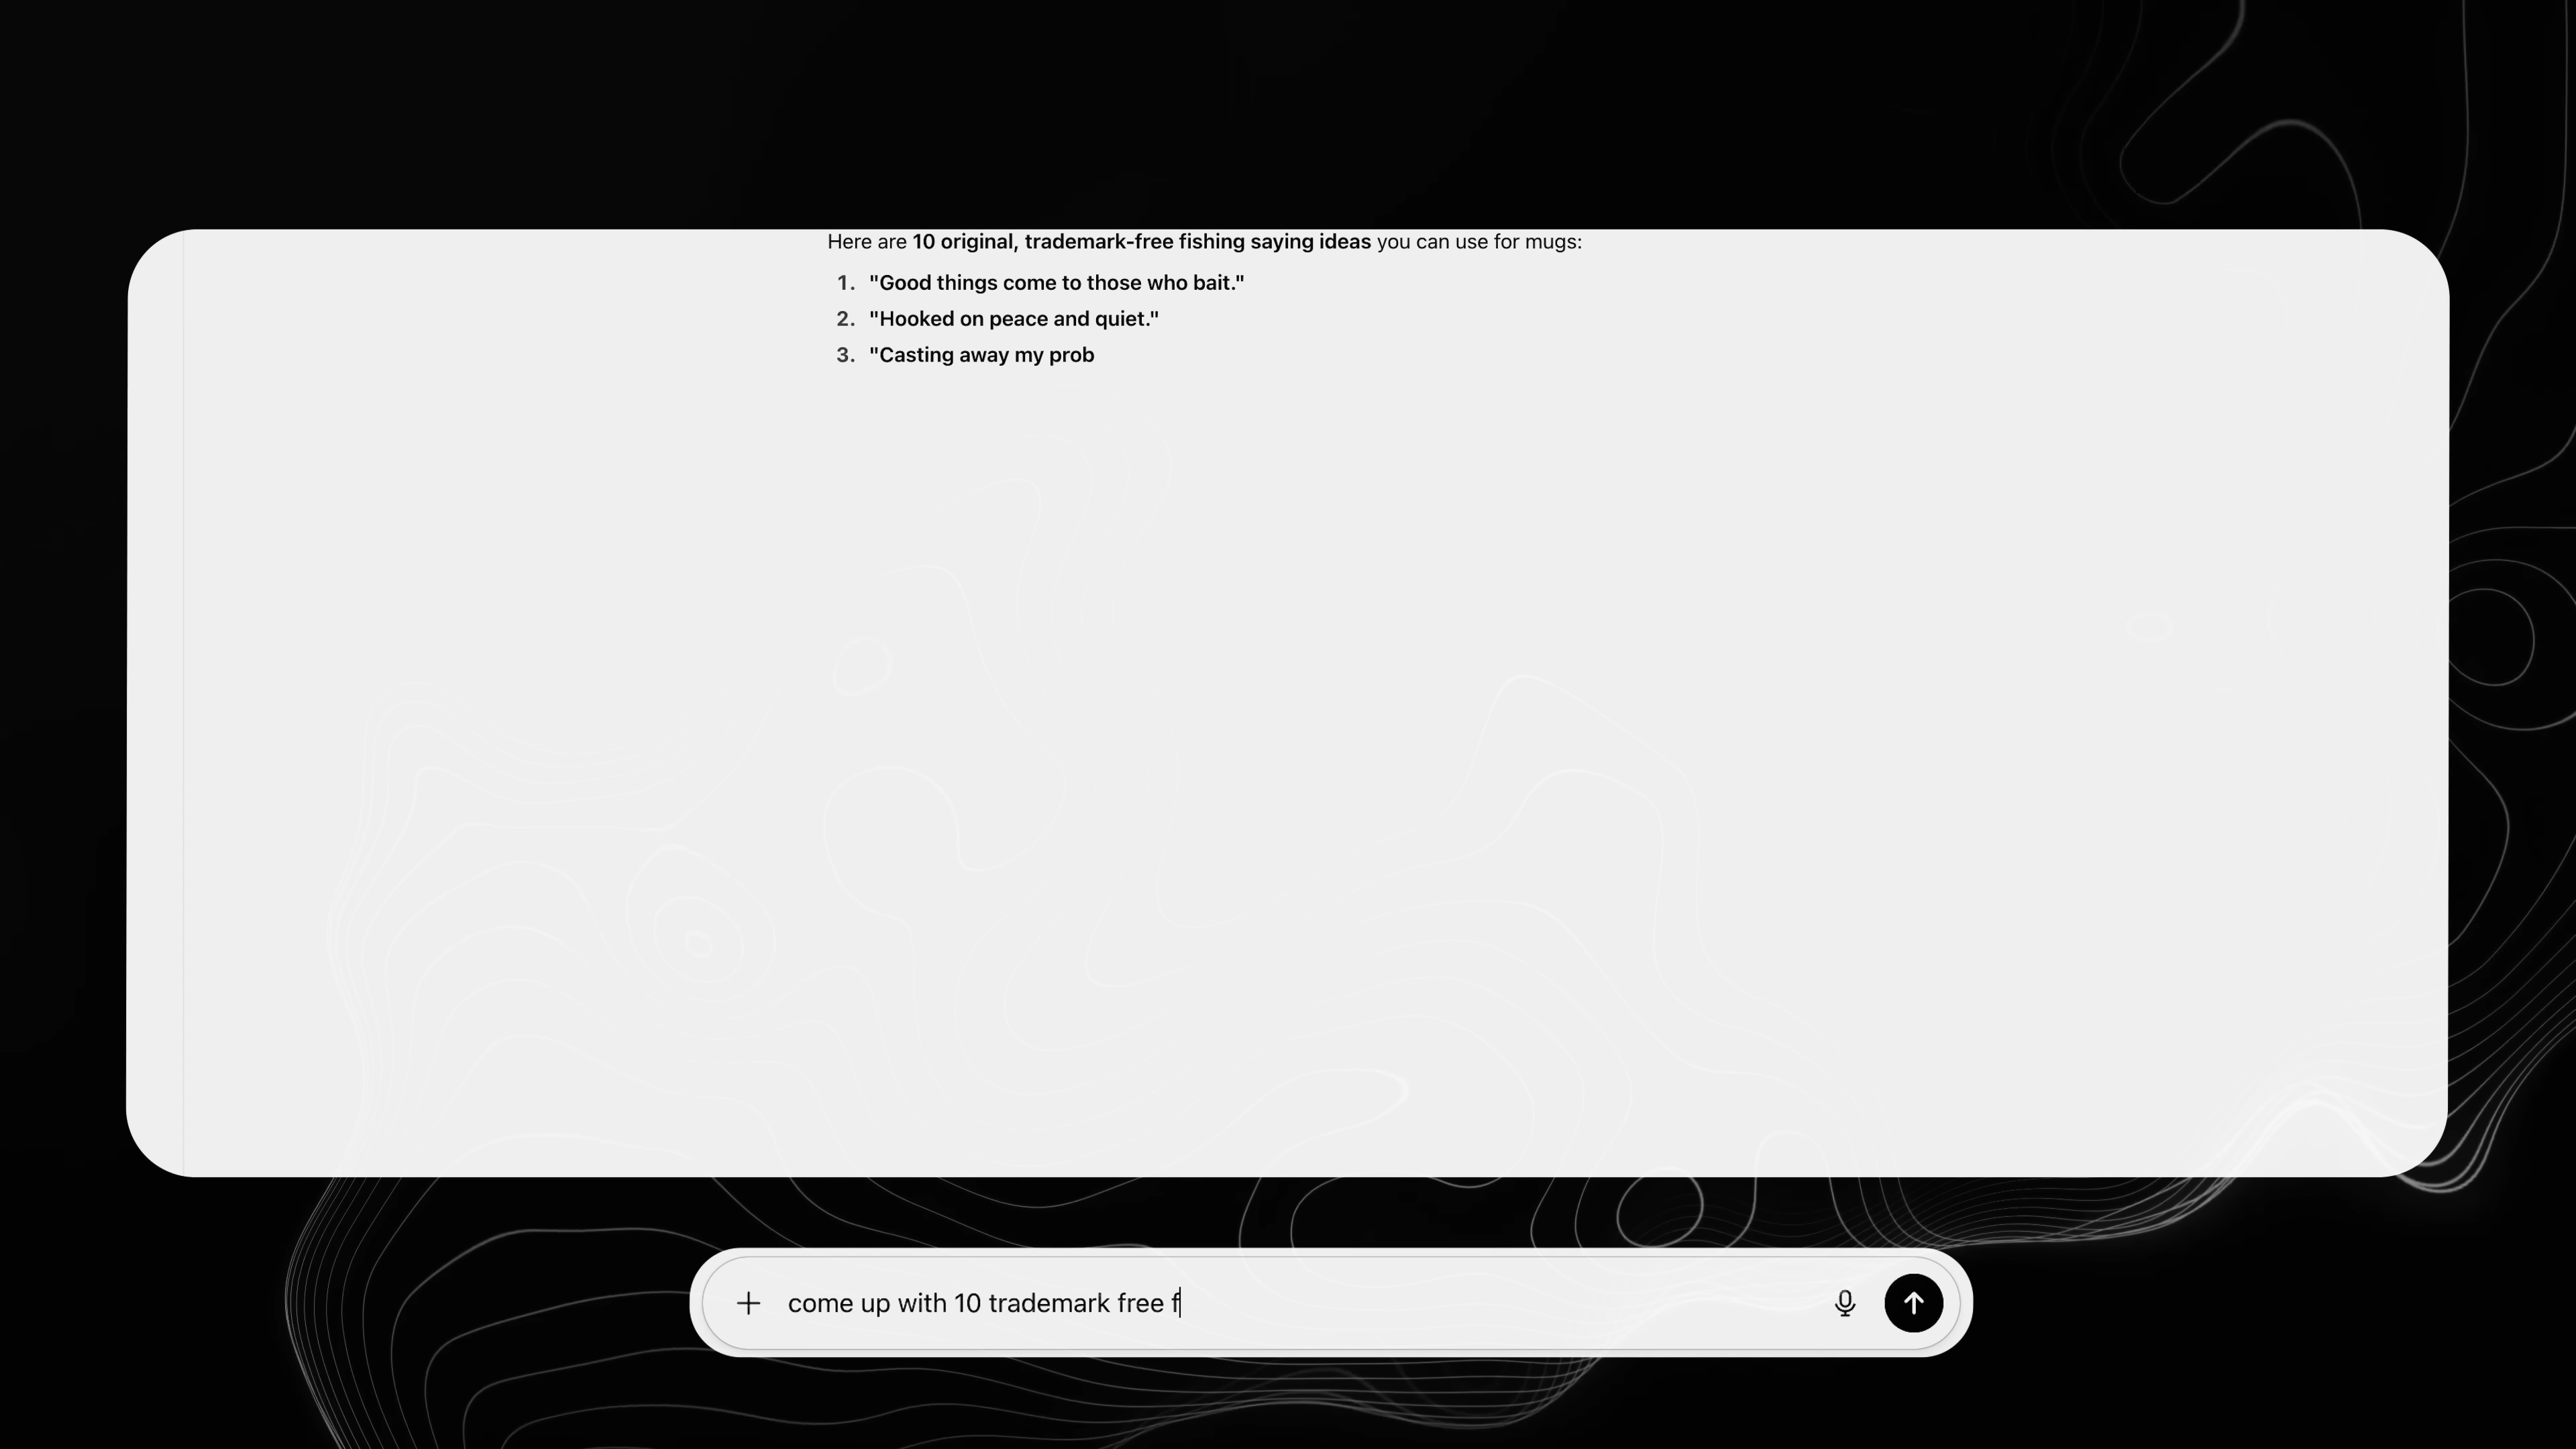 Here are 10 original, trademark-free fishing saying ideas you can use for mugs:
1. "Good things come to those who bait."
2. "Hooked on peace and quiet."
3. "Casting away my prob
come up with 10 trademark free f